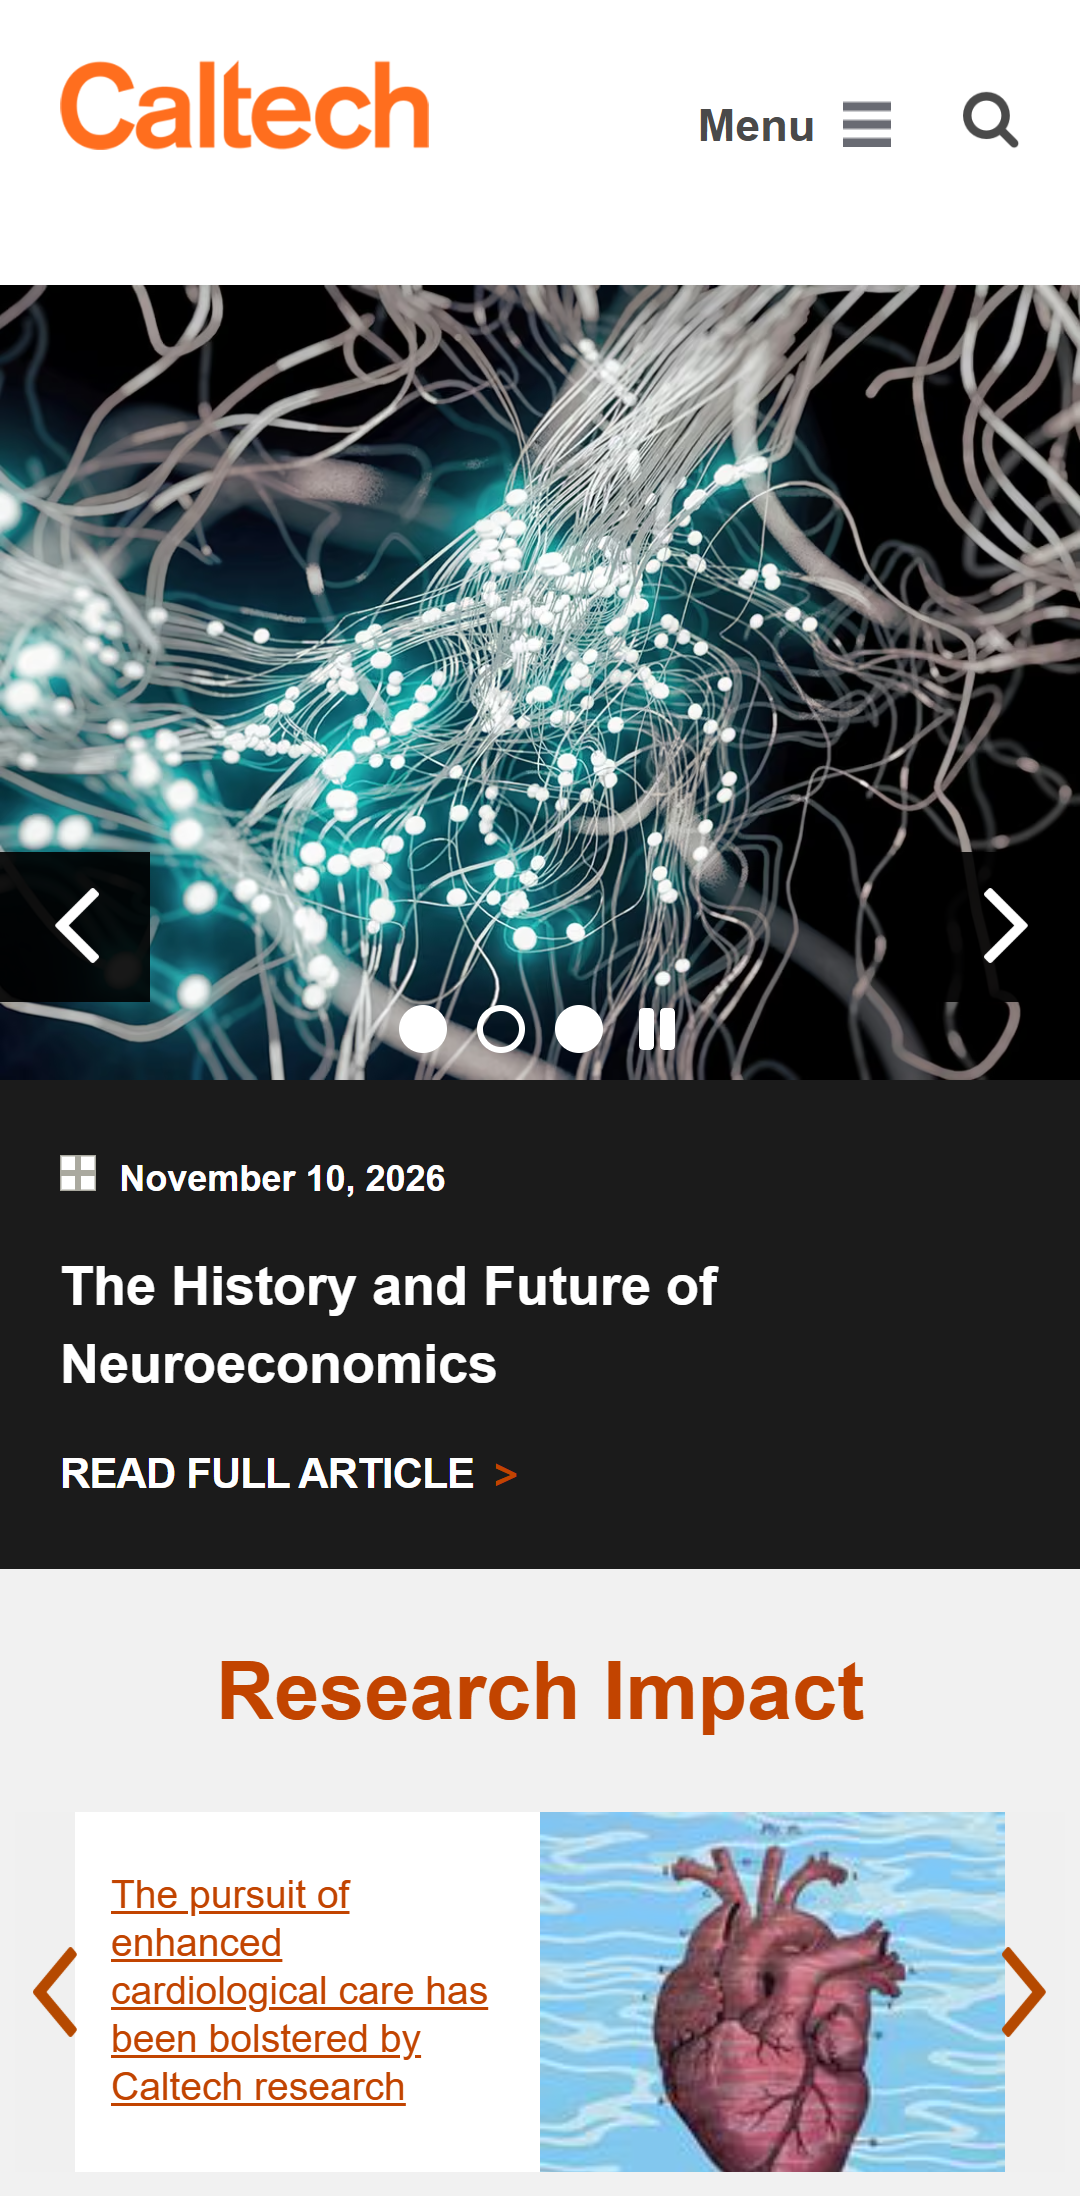 Caltech
Menu
November 10, 2026
The History and Future of
Neuroeconomics
READ FULL ARTICLE >
Research Impact
The pursuit of
enhanced
cardiological care has
been bolstered by
Caltech research